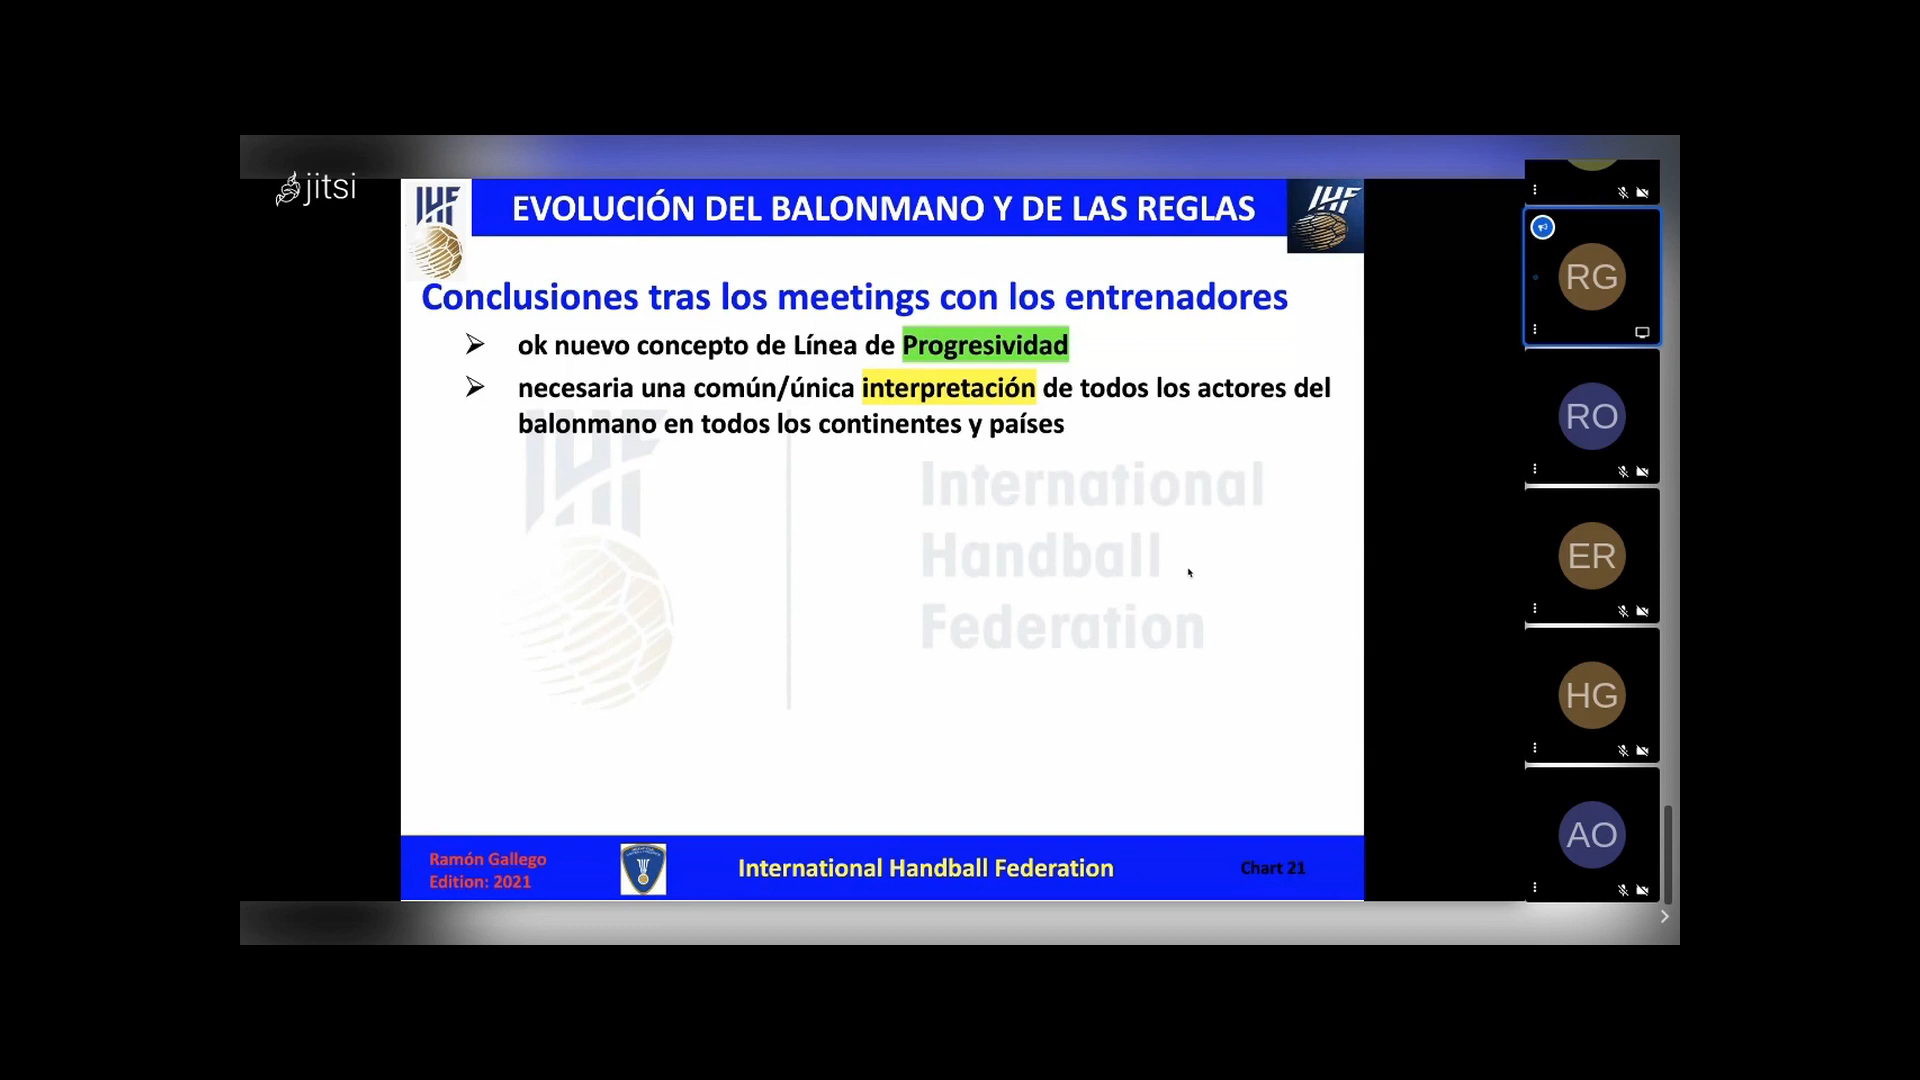 jitsi
IHF
EVOLUCIÓN DEL BALONMANO Y DE LAS REGLAS
IHF
Conclusiones tras los meetings con los entrenadores
➢ ok nuevo concepto de Línea de Progresividad
➢ necesaria una común/única interpretación de todos los actores del
balonmano en todos los continentes y países
IHF
International
Handball
Federation
Ramón Gallego
Edition: 2021
International Handball Federation
Chart 21
RG
RO
ER
HG
AO